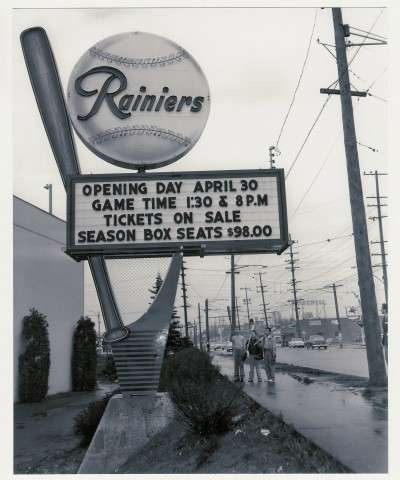 Rainiers
OPENING DAY APRIL 30
GAME TIME 1:30 & 8 P.M
TICKETS ON SALE
SEASON BOX SEATS $98.00